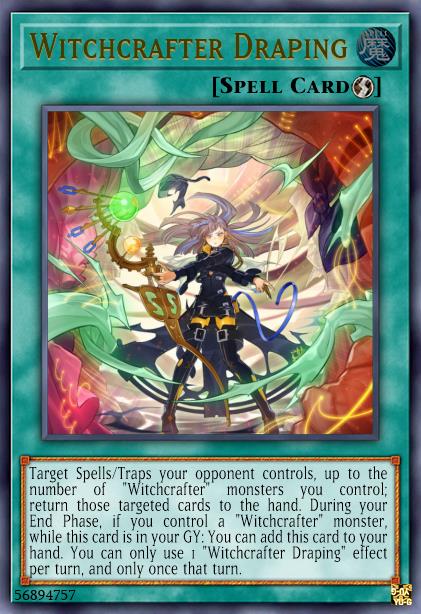 WITCHCRAFTER DRAPING
魔
[SPELL CARD]
Target Spells/Traps your opponent controls, up to the
number of "Witchcrafter" monsters you control;
return those targeted cards to the hand. During your
End Phase, if you control a "Witchcrafter" monster,
while this card is in your GY: You can add this card to your
hand. You can only use 1 "Witchcrafter Draping" effect
per turn, and only once that turn.
56894757